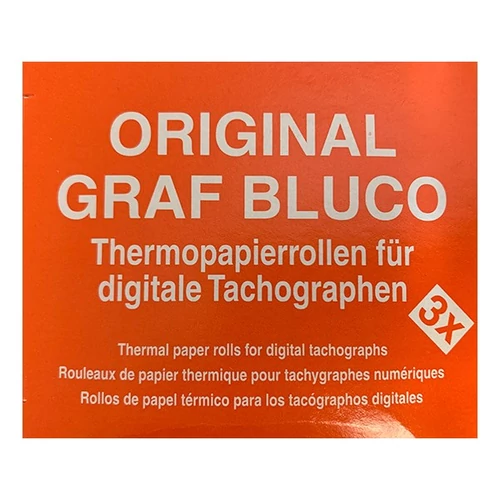 ORIGINAL
GRAF BLUCO
Thermopapierrollen für
digitale Tachographen
3X
Thermal paper rolls for digital tachographs
Rouleaux de papier thermique pour tachygraphes numériques
Rollos de papel térmico para los tacógraphos digitales